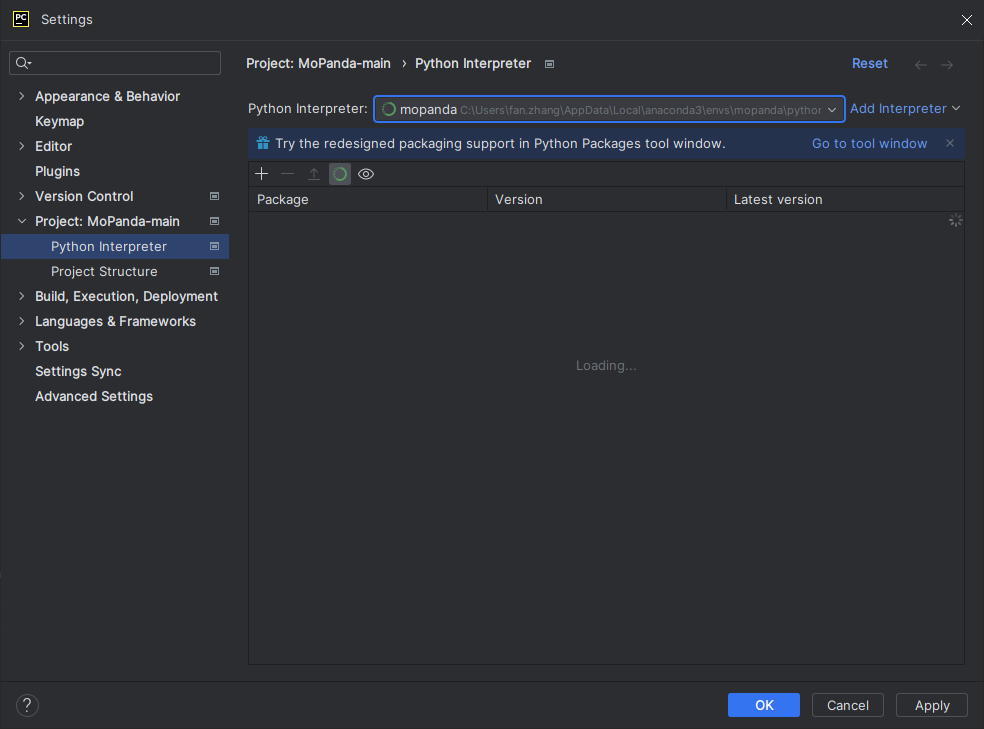 PC Settings
Appearance & Behavior
Keymap
Editor
Plugins
Version Control
Project: MoPanda-main
Python Interpreter
Project Structure
Build, Execution, Deployment
Languages & Frameworks
Tools
Settings Sync
Advanced Settings
Project: MoPanda-main › Python Interpreter
Reset
Python Interpreter: mopanda C:\Users\fan.zhang\AppData\Local\anaconda3\envs\mopanda\python Add Interpreter
Try the redesigned packaging support in Python Packages tool window. Go to tool window
Package Version Latest version
Loading...
? OK Cancel Apply